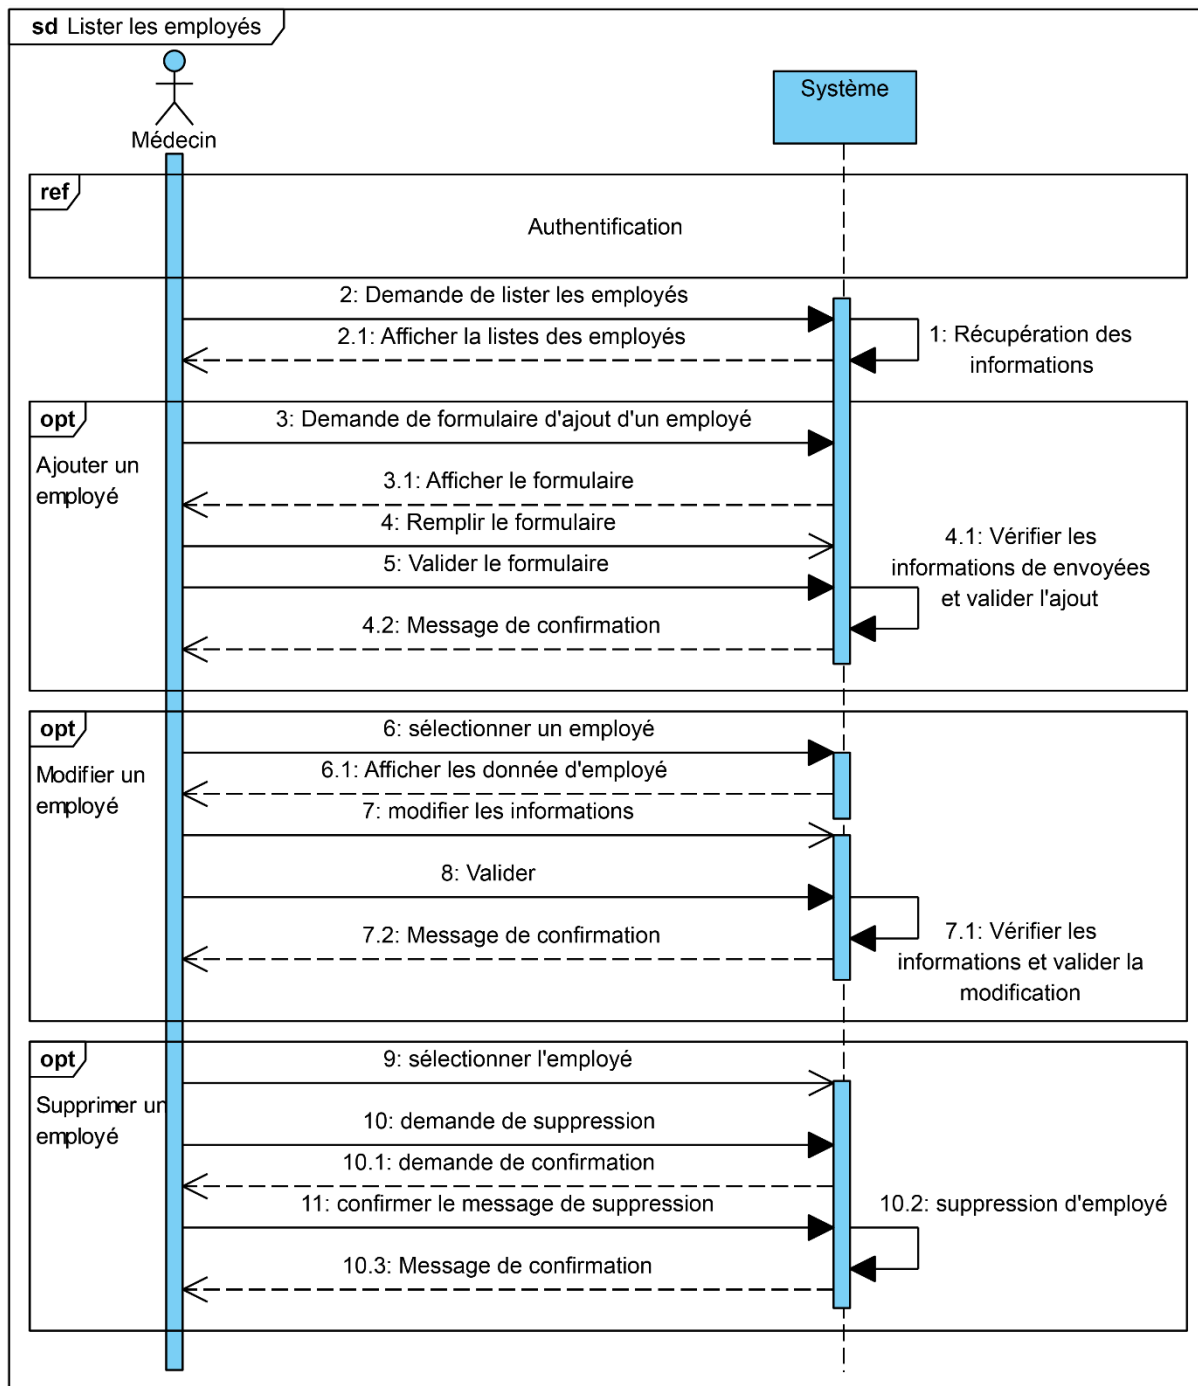 sd Lister les employés
Médecin
Système
ref
Authentification
2: Demande de lister les employés
2.1: Afficher la listes des employés
1: Récupération des
informations
opt
Ajouter un
employé
3: Demande de formulaire d'ajout d'un employé
3.1: Afficher le formulaire
4: Remplir le formulaire
5: Valider le formulaire
4.1: Vérifier les
informations de envoyées
et valider l'ajout
4.2: Message de confirmation
opt
Modifier un
employé
6: sélectionner un employé
6.1: Afficher les donnée d'employé
7: modifier les informations
8: Valider
7.2: Message de confirmation
7.1: Vérifier les
informations et valider la
modification
opt
Supprimer un
employé
9: sélectionner l'employé
10: demande de suppression
10.1: demande de confirmation
11: confirmer le message de suppression
10.2: suppression d'employé
10.3: Message de confirmation